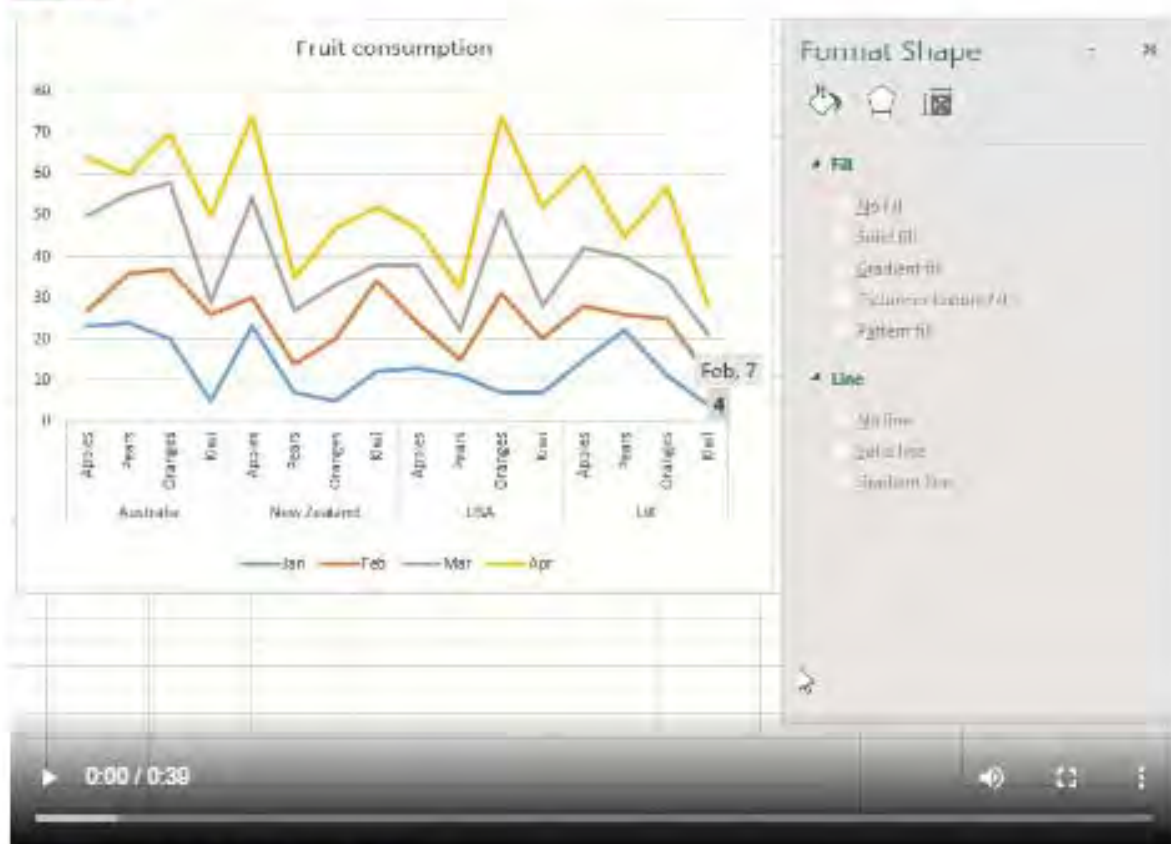 Fruit consumption
80
70
60
50
40
30
20
10
0
Feb, 7
4
Apples
Pears
Oranges
Kiwi
Apples
Pears
Oranges
Kiwi
Apples
Pears
Oranges
Kiwi
Apples
Pears
Oranges
Kiwi
Australia
New Zealand
USA
Jan
Feb
Mar
Apr
Format Shape
Fill
No fill
Solid fill
Gradient fill
Pattern fill
Line
No line
Solid line
Gradient line
0:00 / 0:39